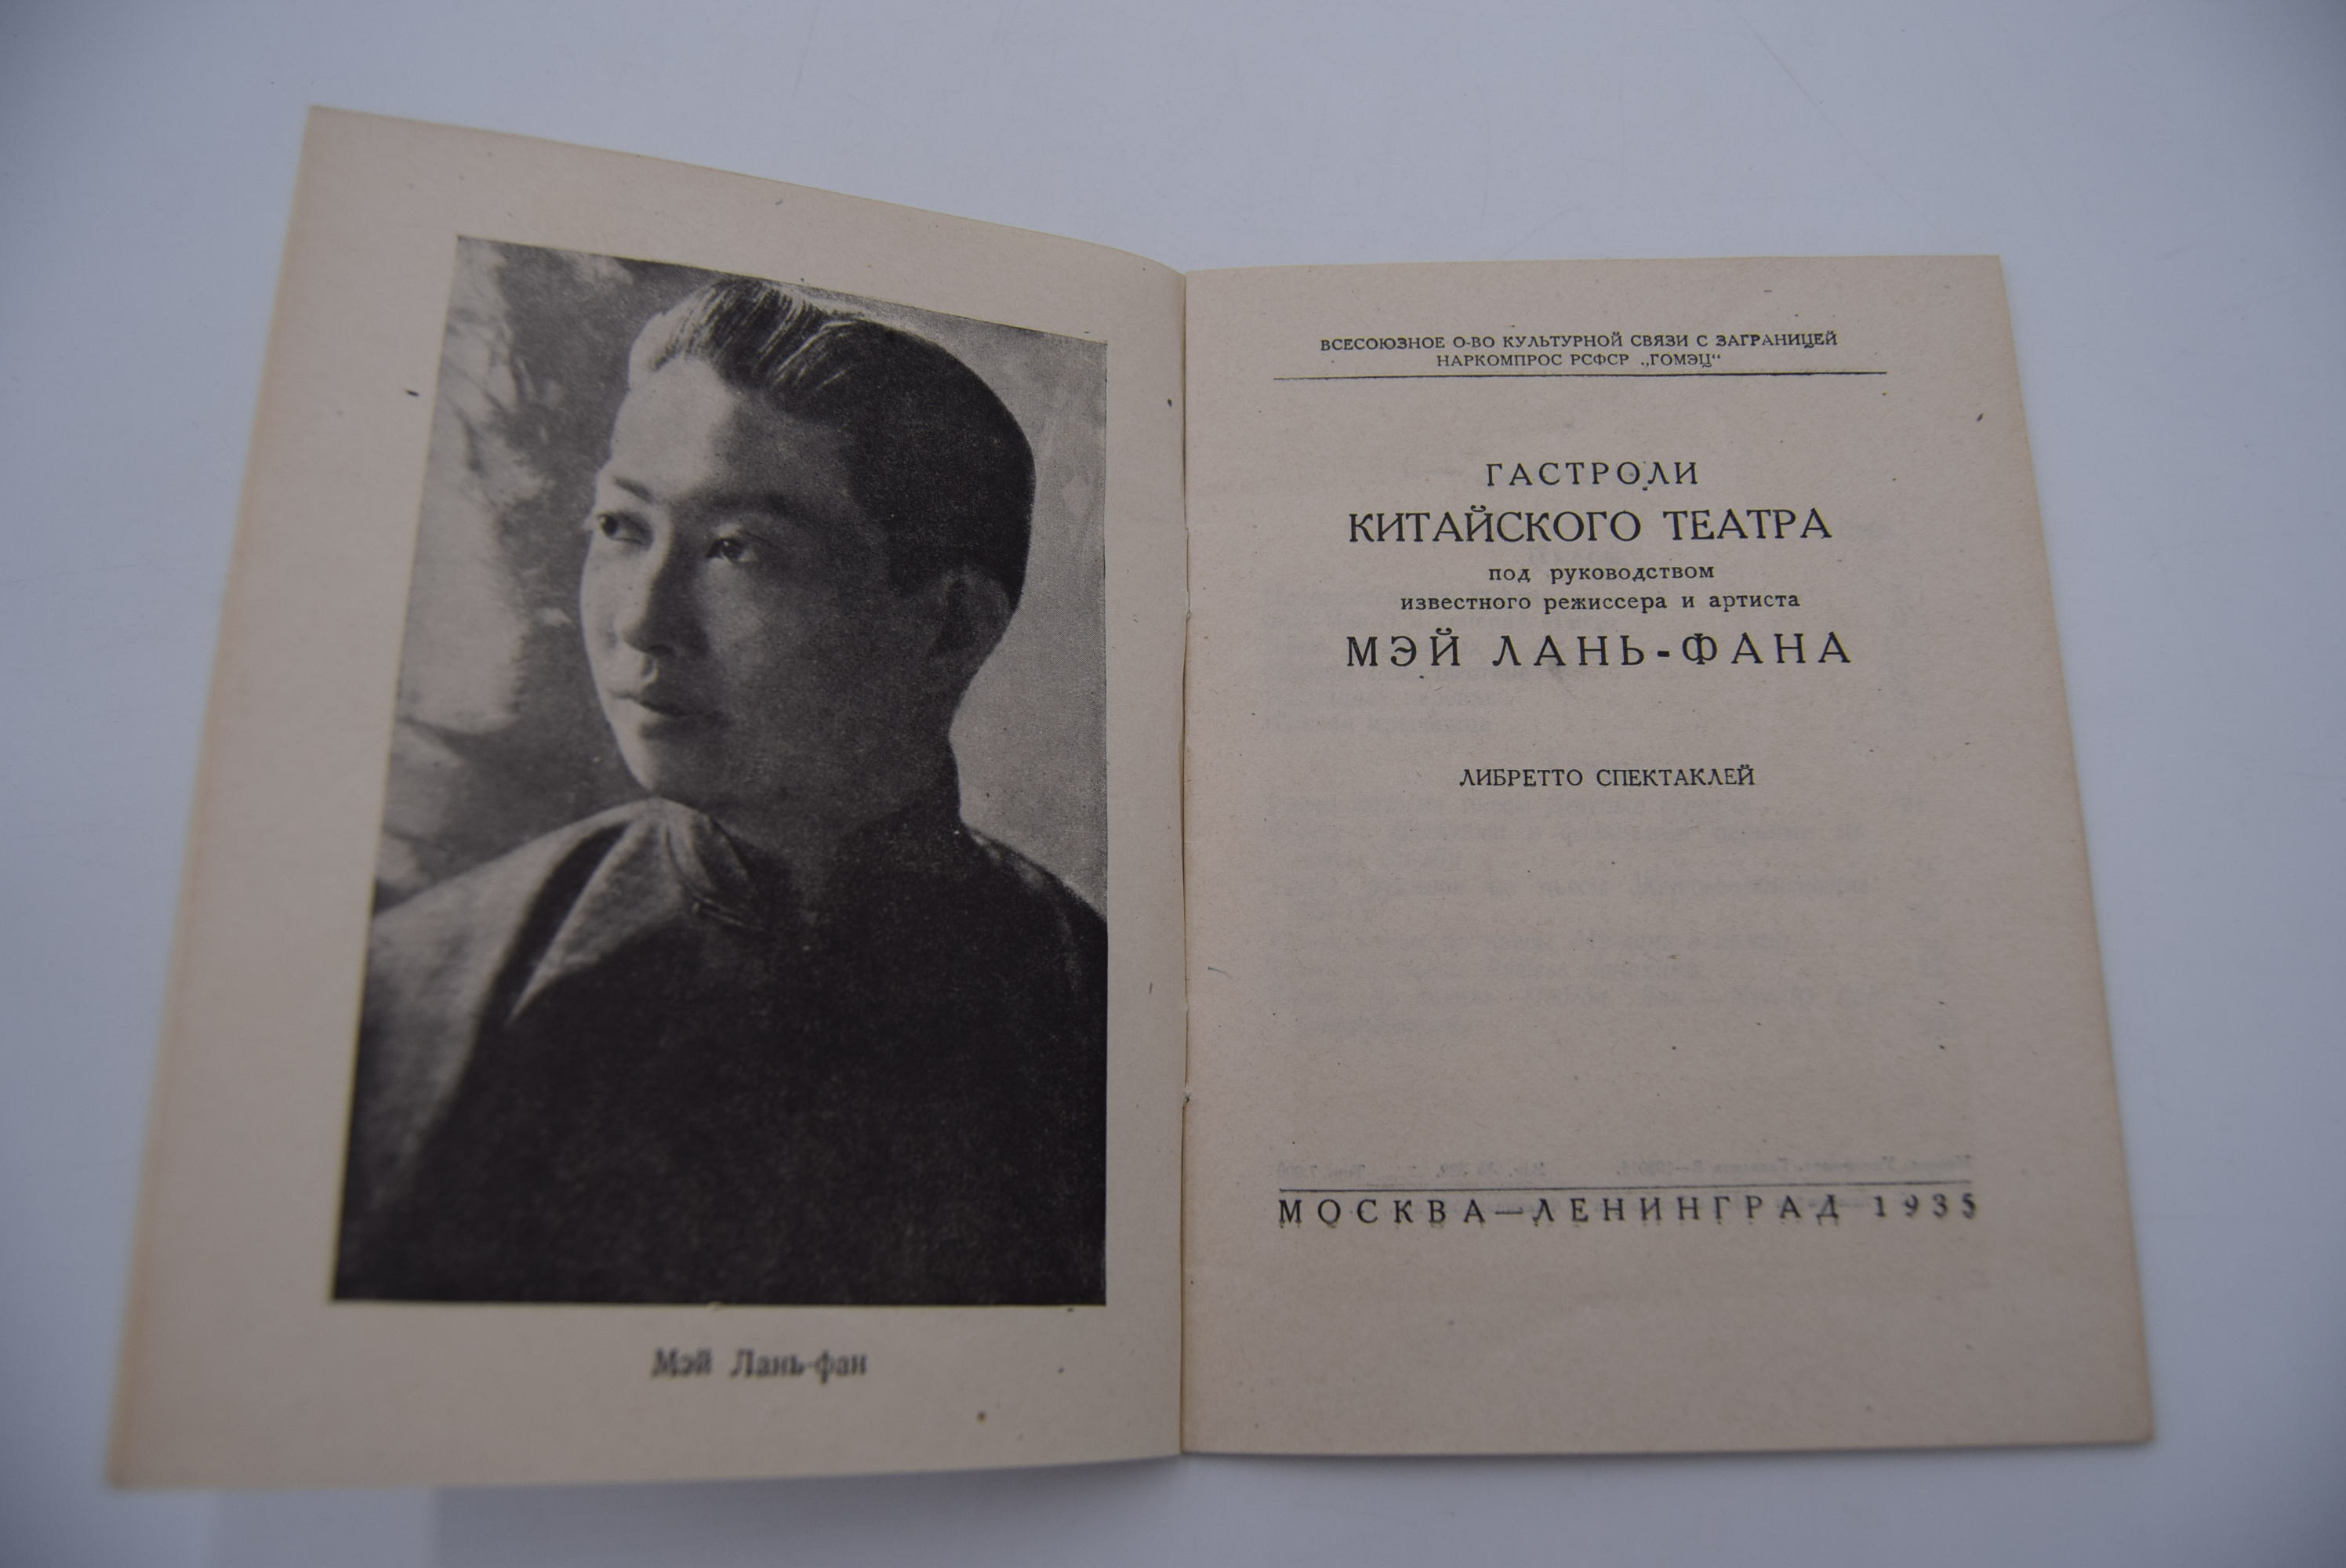 Мэй Лань-фан
ВСЕСОЮЗНОЕ О-ВО КУЛЬТУРНОЙ СВЯЗИ С ЗАГРАНИЦЕЙ
НАРКОМПРОС РСФСР „ГОМЭЦ“
ГАСТРОЛИ
КИТАЙСКОГО ТЕАТРА
под руководством
известного режиссера и артиста
МЭЙ ЛАНЬ-ФАНА
ЛИБРЕТТО СПЕКТАКЛЕЙ
МОСКВА—ЛЕНИНГРАД 1935